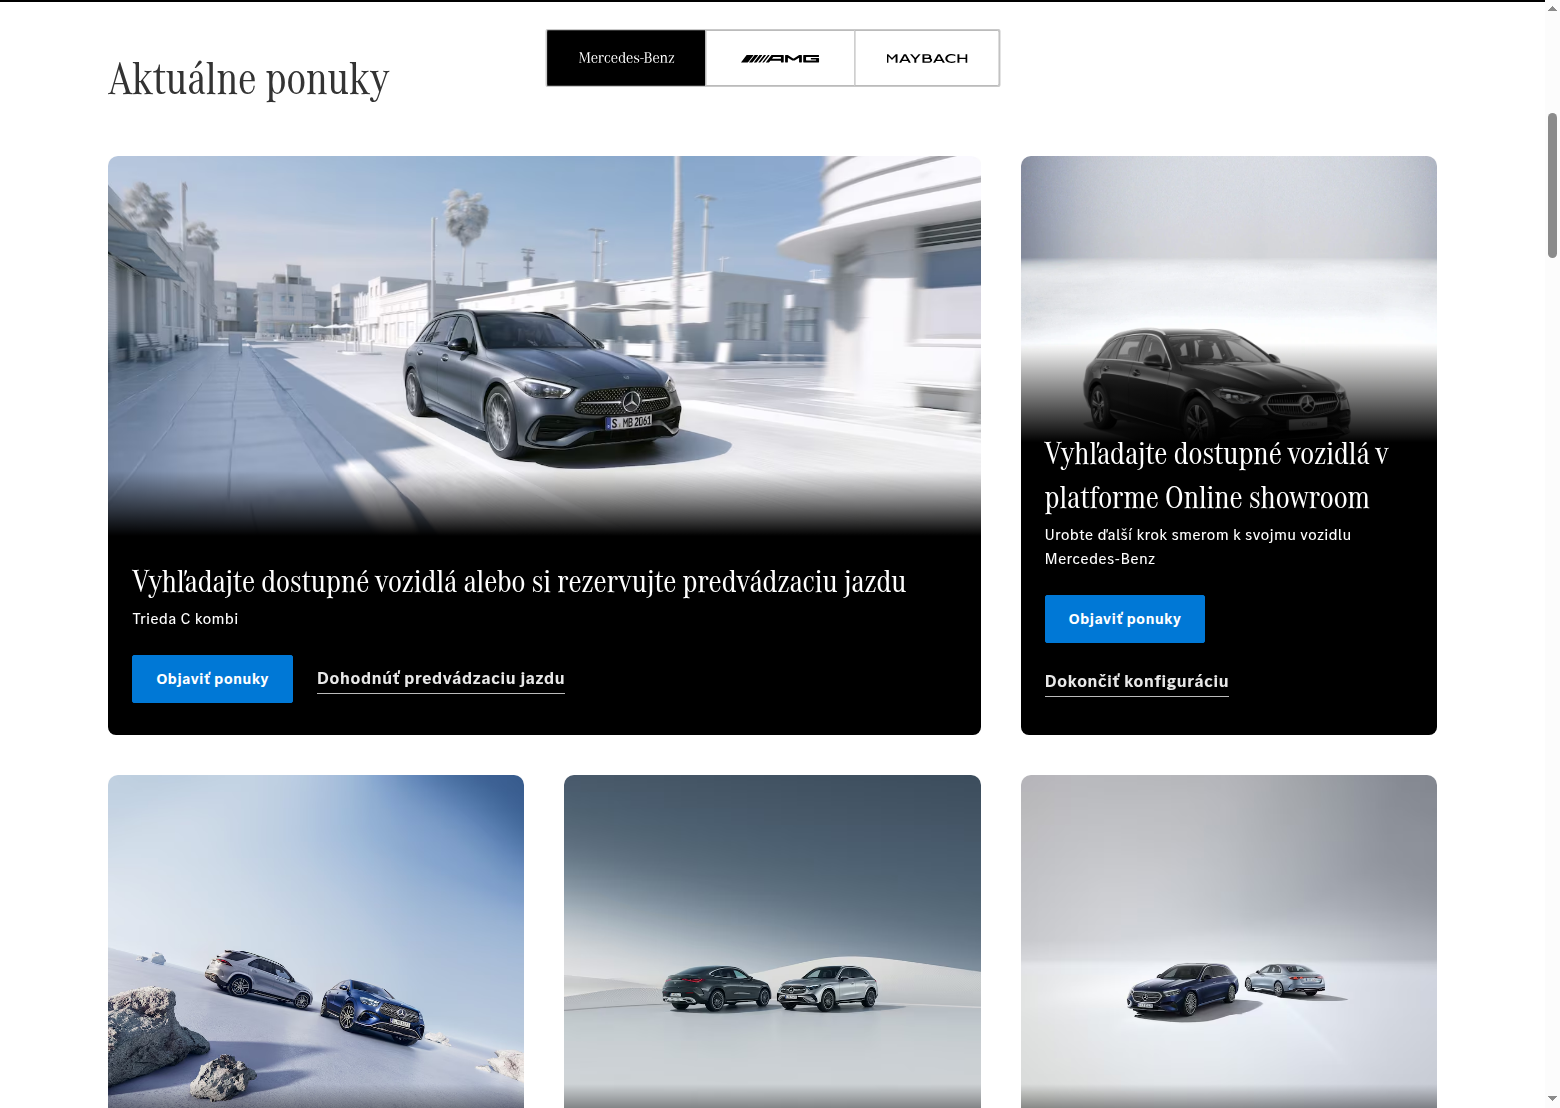 Aktuálne ponuky
Mercedes-Benz
AMG
MAYBACH
S MB 2061
Vyhľadajte dostupné vozidlá alebo si rezervujte predvádzaciu jazdu
Trieda C kombi
Objaviť ponuky
Dohodnúť predvádzaciu jazdu
Vyhľadajte dostupné vozidlá v
platforme Online showroom
Urobte ďalší krok smerom k svojmu vozidlu
Mercedes-Benz
Objaviť ponuky
Dokončiť konfiguráciu